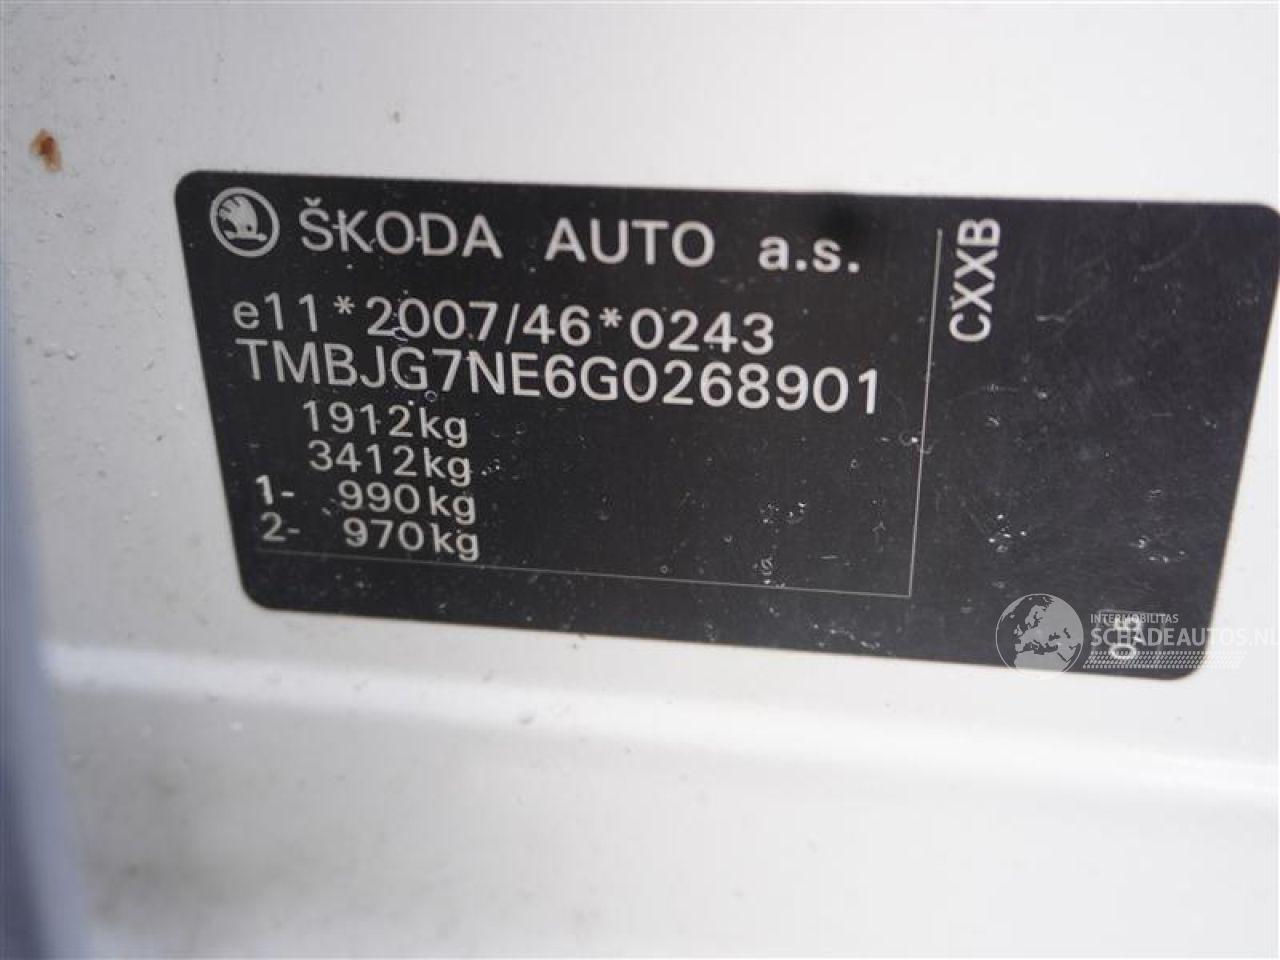 ŠKODA AUTO a.s.
e11*2007/46*0243
TMBJG7NE6G0268901
1912kg
3412kg
1- 990kg
2- 970kg
CXXB
INTERMOBILITAS
SCHADEAUTOS.NL